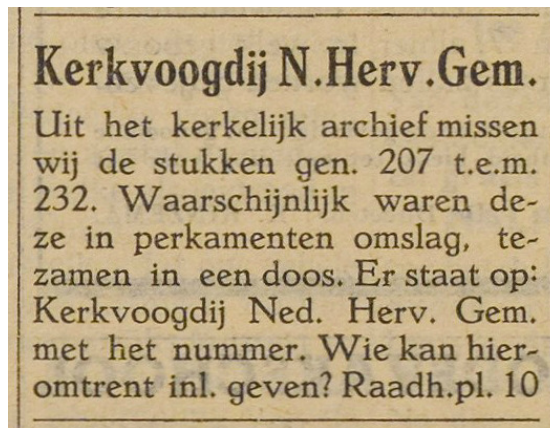 Kerkvoogdij N.Herv.Gem.
Uit het kerkelijk archief missen
wij de stukken gen. 207 t.e.m.
232. Waarschijnlijk waren de-
ze in perkamenten omslag, te-
zamen in een doos. Er staat op:
Kerkvoogdij Ned. Herv. Gem.
met het nummer. Wie kan hier-
omtrent inl. geven? Raadh.pl. 10